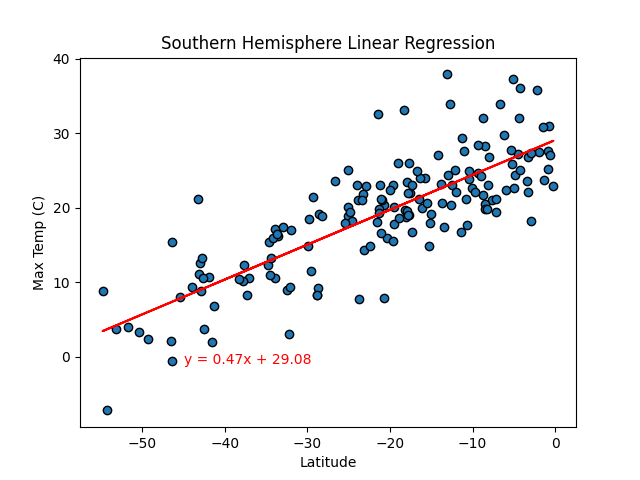 Southern Hemisphere Linear Regression
40
30
20
10
0
Max Temp (C)
y = 0.47x + 29.08
−50
−40
−30
−20
−10
0
Latitude